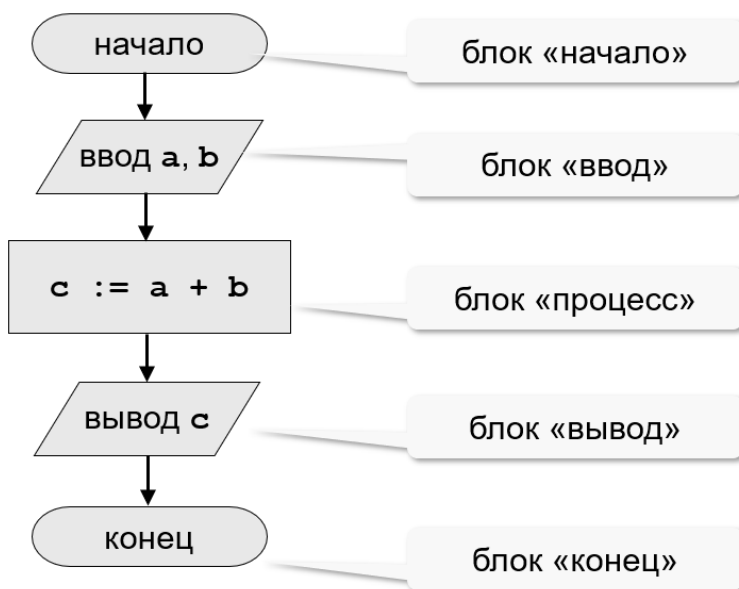 начало
блок «начало»
ввод a, b
блок «ввод»
c := a + b
блок «процесс»
вывод c
блок «вывод»
конец
блок «конец»